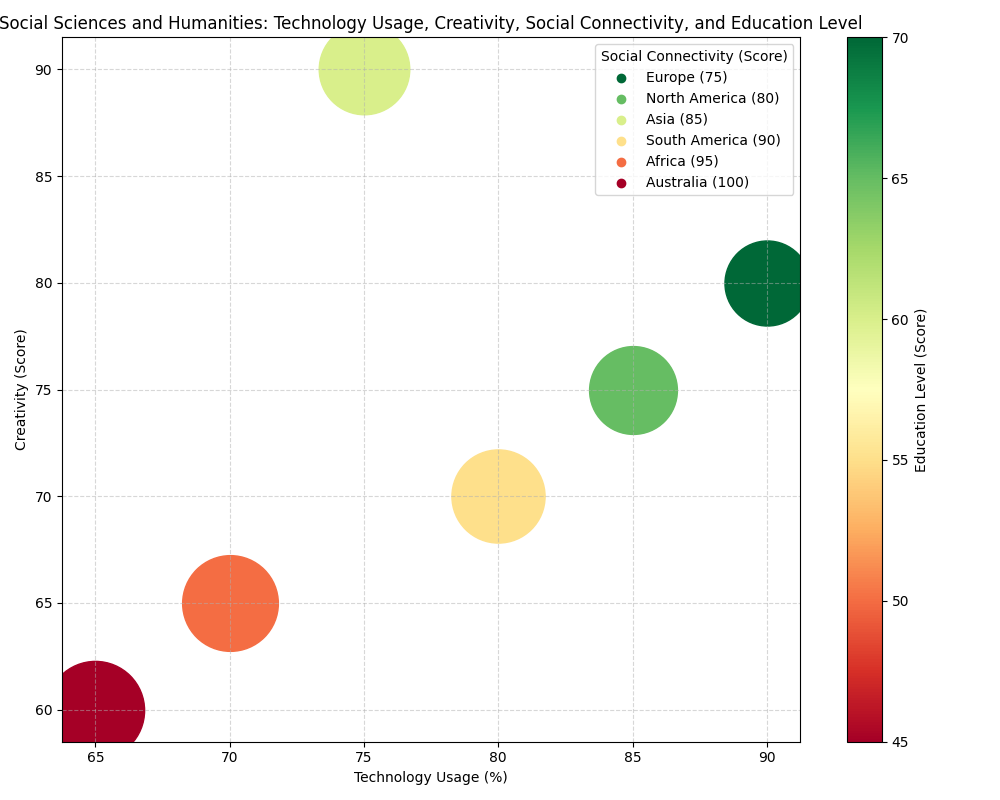 Social Sciences and Humanities: Technology Usage, Creativity, Social Connectivity, and Education Level
Social Connectivity (Score)
Europe (75)
North America (80)
Asia (85)
South America (90)
Africa (95)
Australia (100)
Creativity (Score)
90
85
80
75
70
65
60
65
70
75
80
85
90
Technology Usage (%)
70
65
60
55
50
45
Education Level (Score)